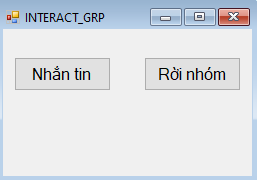 INTERACT_GRP
Nhắn tin
Rời nhóm